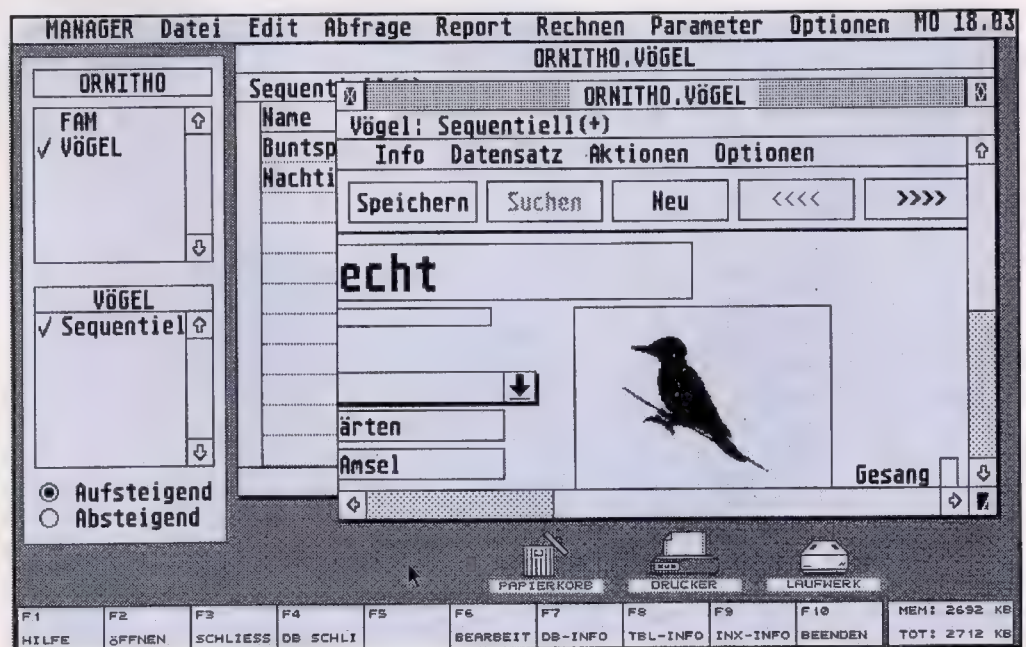 MANAGER Datei Edit Abfrage Report Rechnen Parameter Optionen MO 18.03
ORNITHO.VÖGEL
ORNITHO
FAM
✓ VÖGEL
VÖGEL
✓ Sequentiel
Aufsteigend
Absteigend
Sequent
Name
Buntsp
Nachti
ORNITHO.VÖGEL
Vögel: Sequentiell(+)
Info Datensatz Aktionen Optionen
Speichern Suchen Neu <<<< >>>>
echt
ärten
Amsel
Gesang
PAPIERKORB DRUCKER LAUFWERK
F1 F2 F3 F4 F5 F6 F7 F8 F9 F10 MEM: 2692 KB
HILFE ÖFFNEN SCHLIESS DB SCHLI BEARBEIT DB-INFO TBL-INFO INX-INFO BEENDEN TOT: 2712 KB